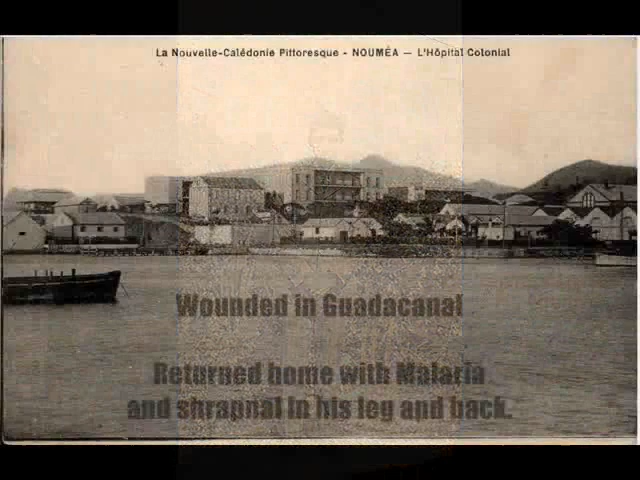 La Nouvelle-Calédonie Pittoresque - NOUMÉA — L'Hôpital Colonial
Wounded in Guadacanal
Returned home with Malaria
and shrapnal in his leg and back.